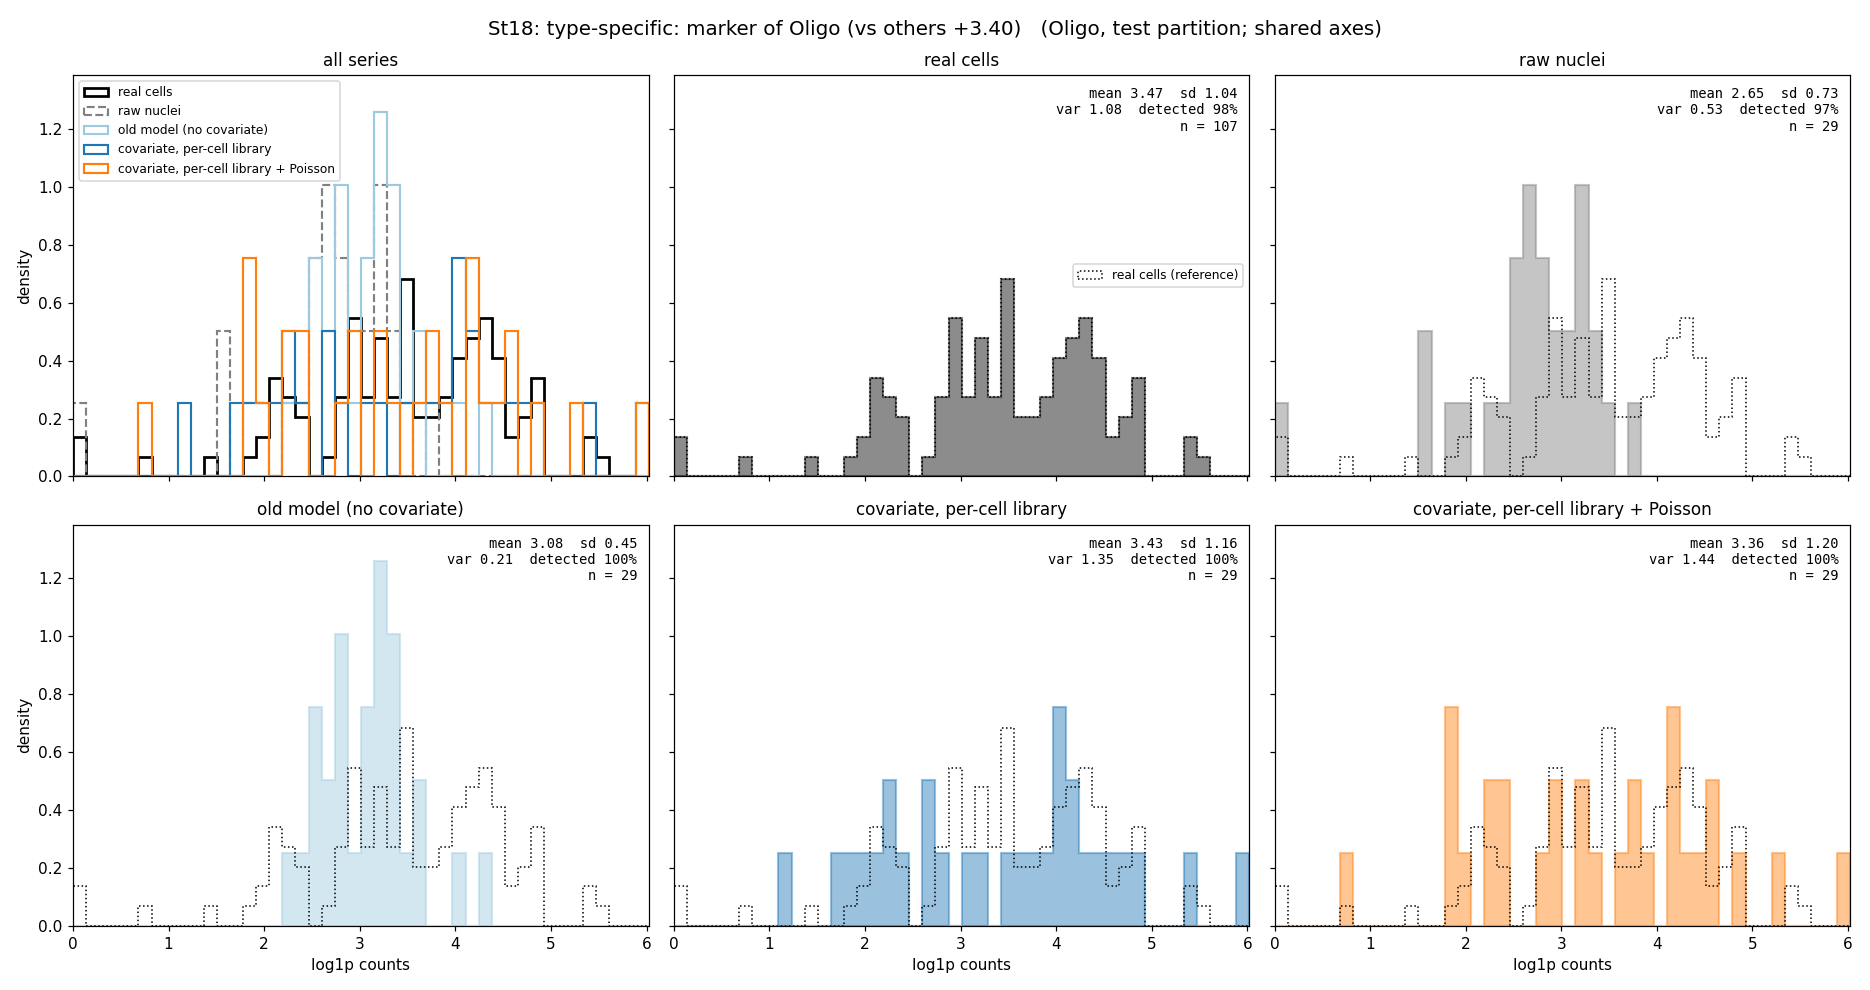 St18: type-specific: marker of Oligo (vs others +3.40)   (Oligo, test partition; shared axes)
all series
real cells
raw nuclei
old model (no covariate)
covariate, per-cell library
covariate, per-cell library + Poisson
density
0.0
0.2
0.4
0.6
0.8
1.0
1.2
real cells
mean 3.47  sd 1.04
var 1.08  detected 98%
n = 107
real cells (reference)
raw nuclei
mean 2.65  sd 0.73
var 0.53  detected 97%
n = 29
old model (no covariate)
mean 3.08  sd 0.45
var 0.21  detected 100%
n = 29
density
0.0
0.2
0.4
0.6
0.8
1.0
1.2
0 1 2 3 4 5 6
log1p counts
covariate, per-cell library
mean 3.43  sd 1.16
var 1.35  detected 100%
n = 29
0 1 2 3 4 5 6
log1p counts
covariate, per-cell library + Poisson
mean 3.36  sd 1.20
var 1.44  detected 100%
n = 29
0 1 2 3 4 5 6
log1p counts